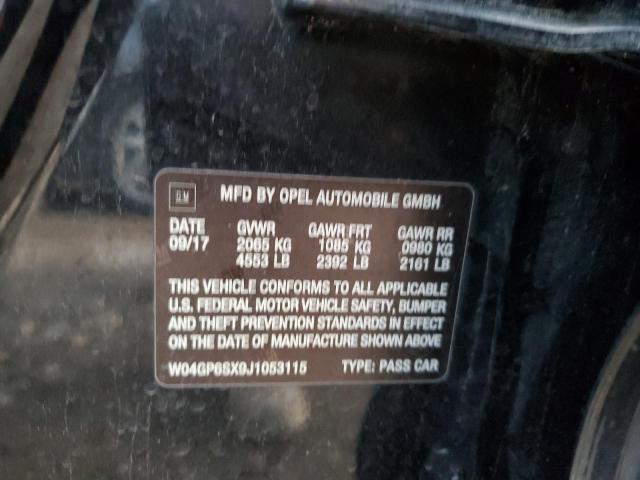 GM MFD BY OPEL AUTOMOBILE GMBH
DATE GVWR GAWR FRT GAWR RR
09/17 2065 KG 1085 KG 0980 KG
4553 LB 2392 LB 2161 LB
THIS VEHICLE CONFORMS TO ALL APPLICABLE
U.S. FEDERAL MOTOR VEHICLE SAFETY, BUMPER
AND THEFT PREVENTION STANDARDS IN EFFECT
ON THE DATE OF MANUFACTURE SHOWN ABOVE
W04GP6SX9J1053115 TYPE: PASS CAR